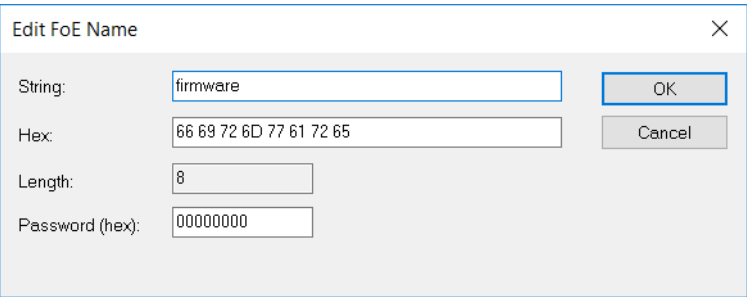 Edit FoE Name
String: firmware OK
Hex: 66 69 72 6D 77 61 72 65 Cancel
Length: 8
Password (hex): 00000000